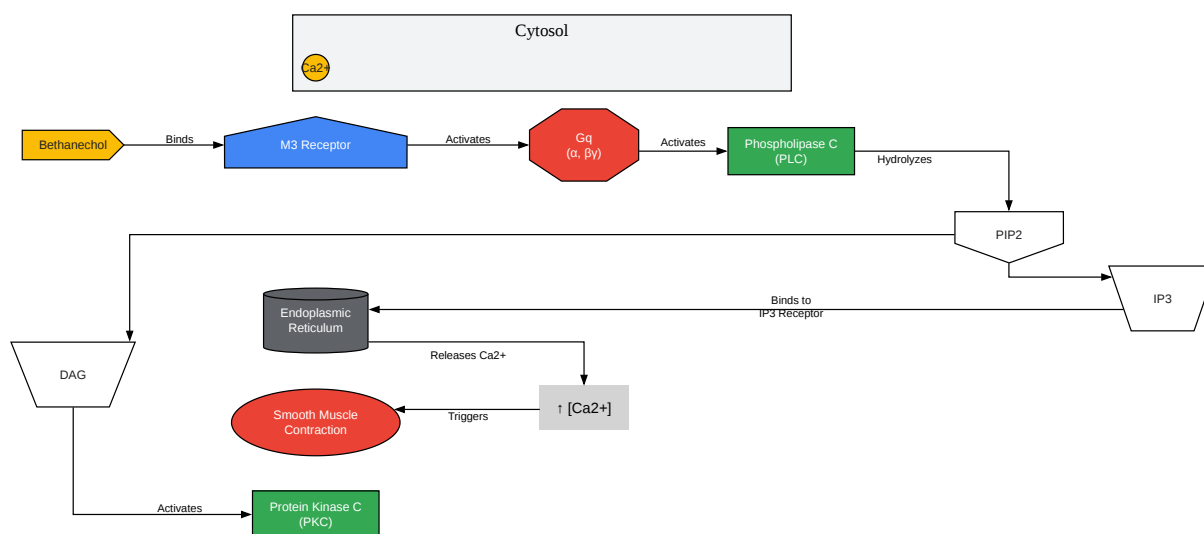 Cytosol
Ca2+
Bethanechol
Binds
M3 Receptor
Activates
Gq
(α, βγ)
Activates
Phospholipase C
(PLC)
Hydrolyzes
PIP2
IP3
Binds to
IP3 Receptor
Endoplasmic
Reticulum
Releases Ca2+
↑ [Ca2+]
Triggers
Smooth Muscle
Contraction
DAG
Activates
Protein Kinase C
(PKC)